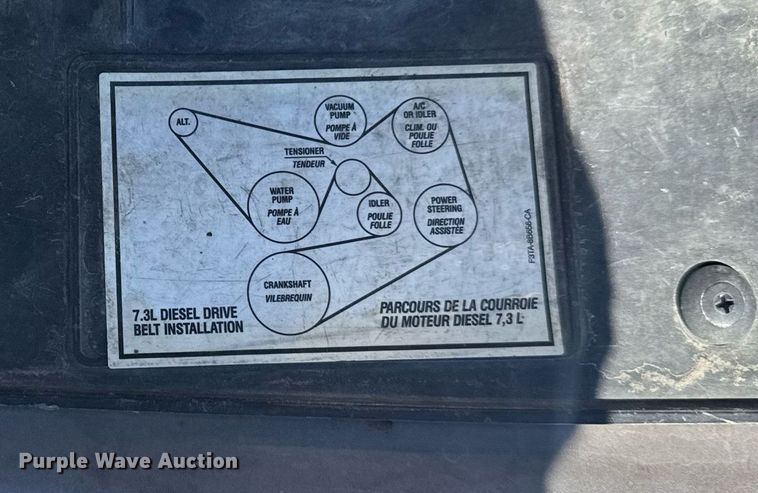 ALT.
VACUUM
PUMP
POMPE À
VIDE
A/C
OR IDLER
CLIM. OU
POULIE
FOLLE
TENSIONER
TENDEUR
WATER
PUMP
POMPE À
EAU
IDLER
POULIE
FOLLE
POWER
STEERING
DIRECTION
ASSISTÉE
F3TA-8B656-CA
CRANKSHAFT
VILEBREQUIN
7.3L DIESEL DRIVE
BELT INSTALLATION
PARCOURS DE LA COURROIE
DU MOTEUR DIESEL 7,3 L
Purple Wave Auction